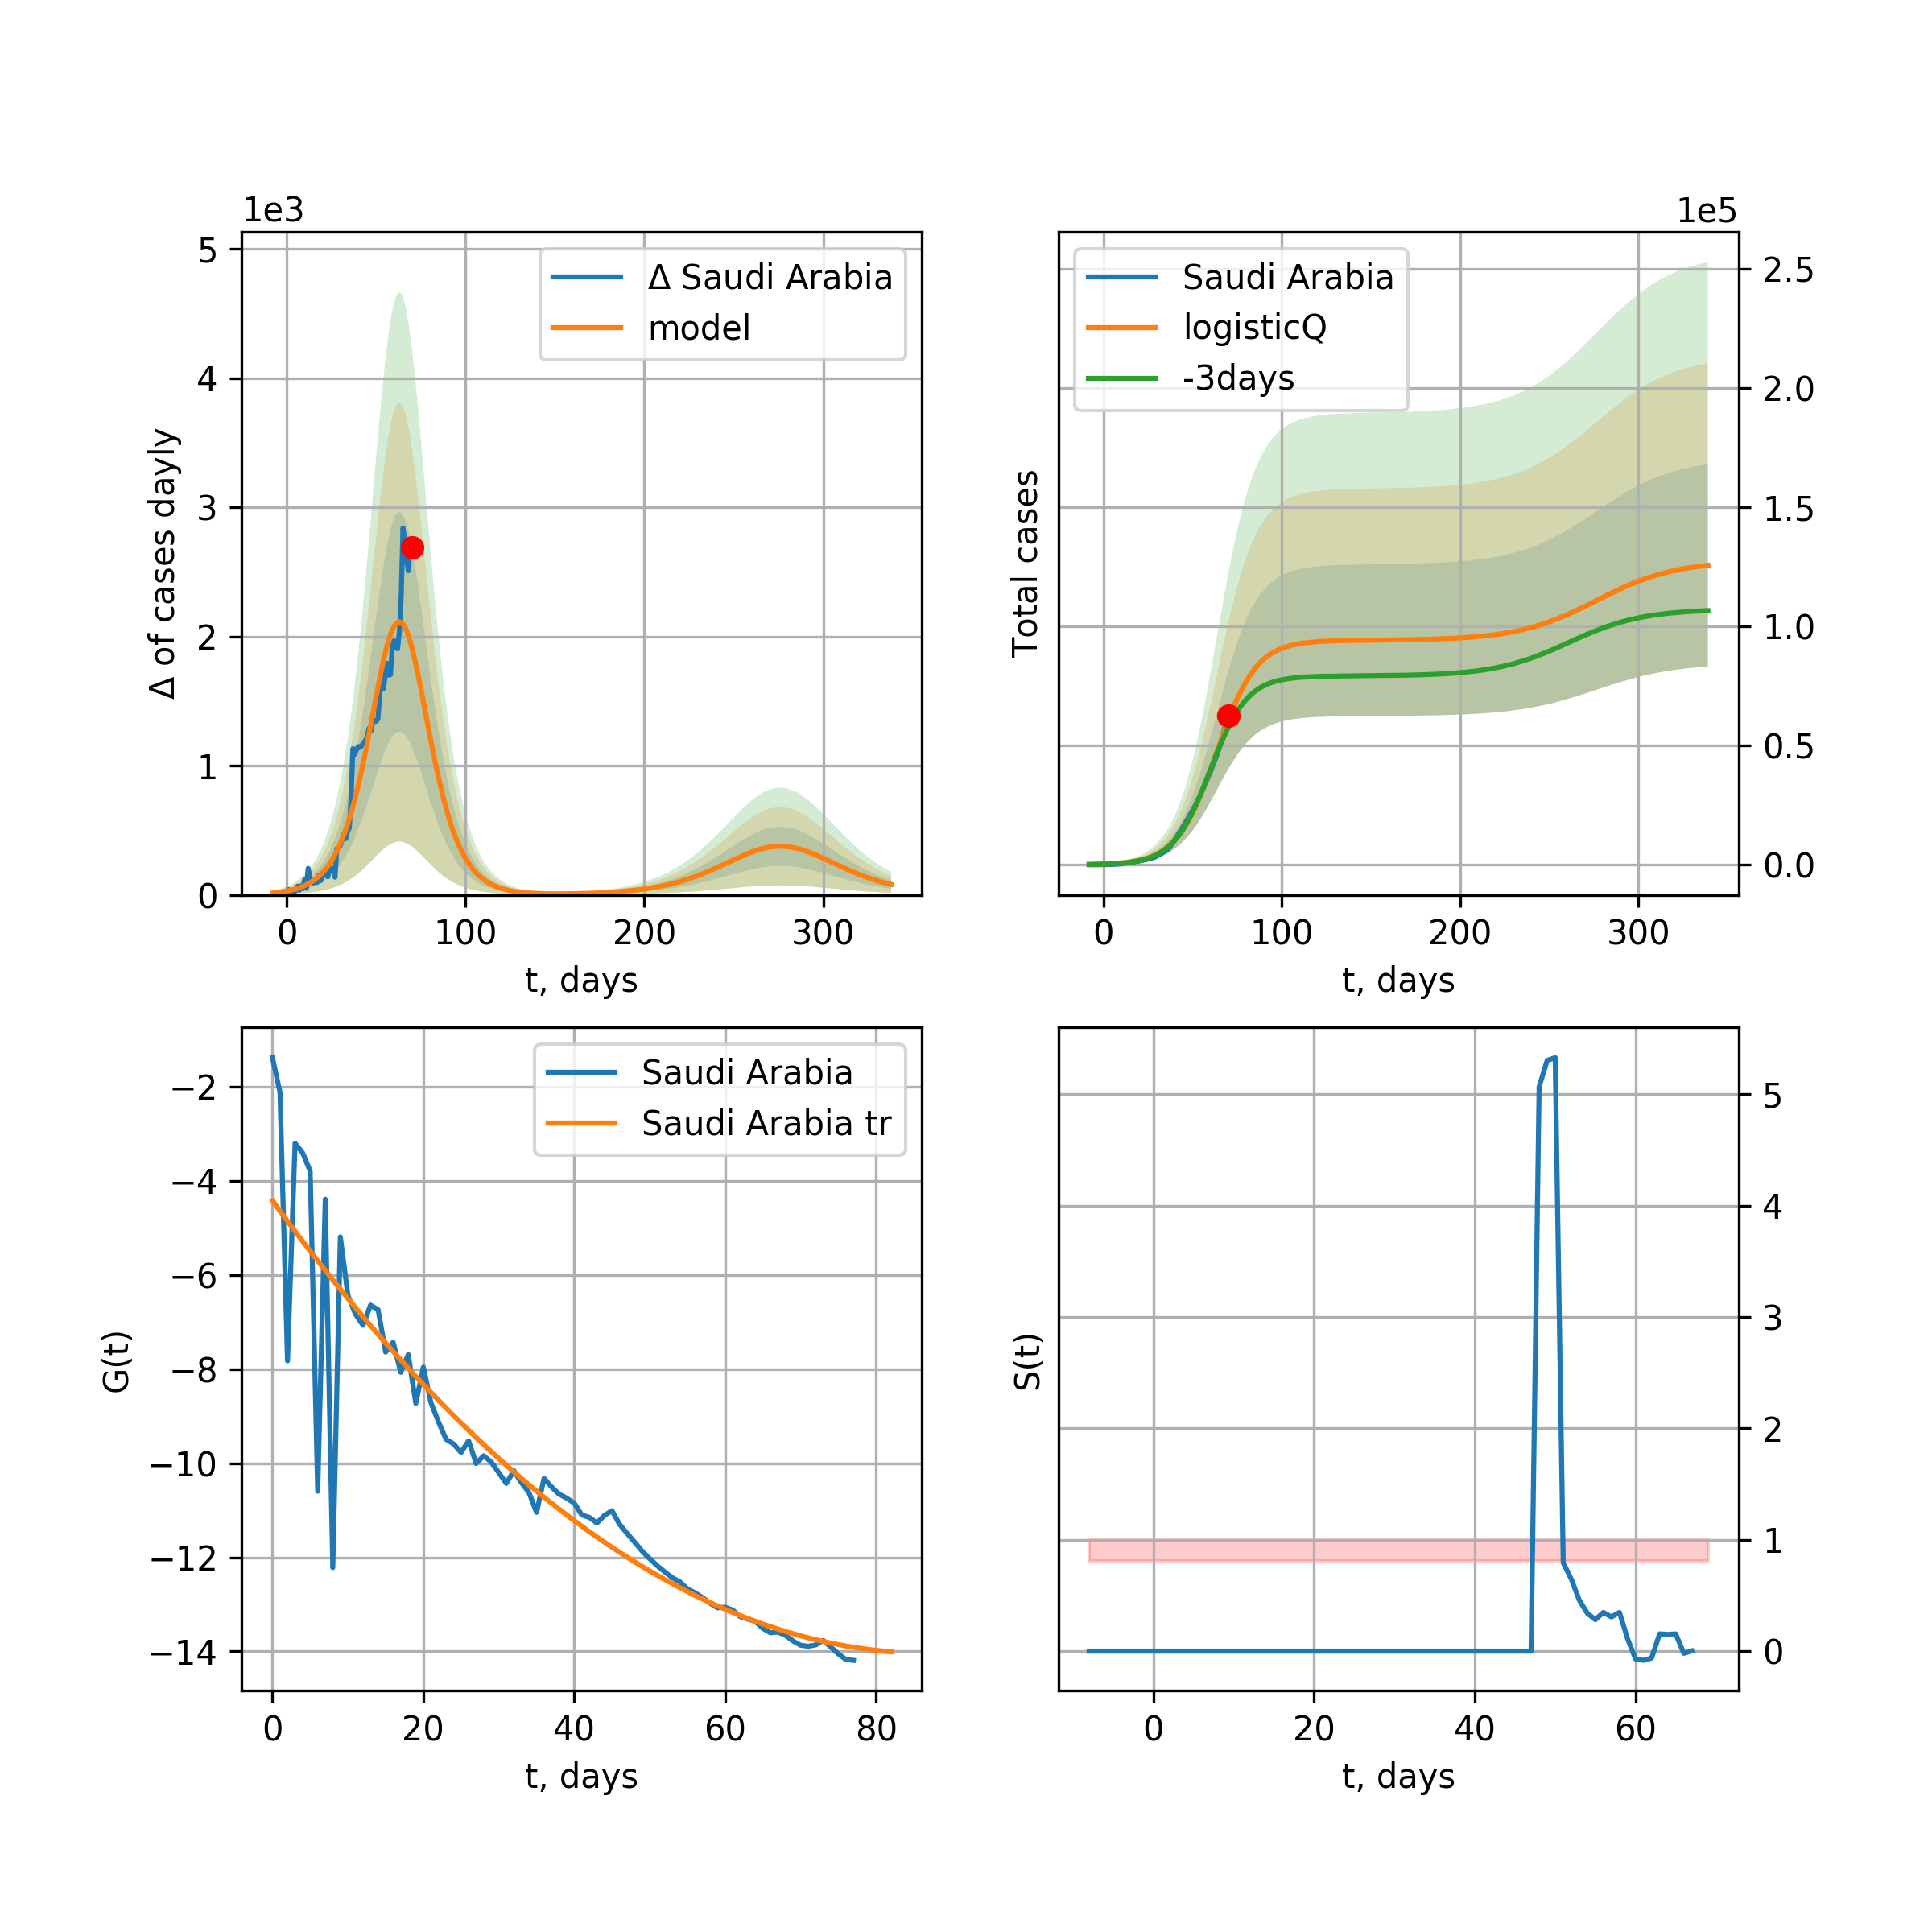 1e3
5
4
3
2
1
0
Δ of cases dayly
Δ Saudi Arabia
model
0 100 200 300
t, days
1e5
2.5
2.0
1.5
1.0
0.5
0.0
Total cases
Saudi Arabia
logisticQ
-3days
0 100 200 300
t, days
−2
−4
−6
−8
−10
−12
−14
G(t)
Saudi Arabia
Saudi Arabia tr
0 20 40 60 80
t, days
5
4
3
2
1
0
S(t)
0 20 40 60
t, days